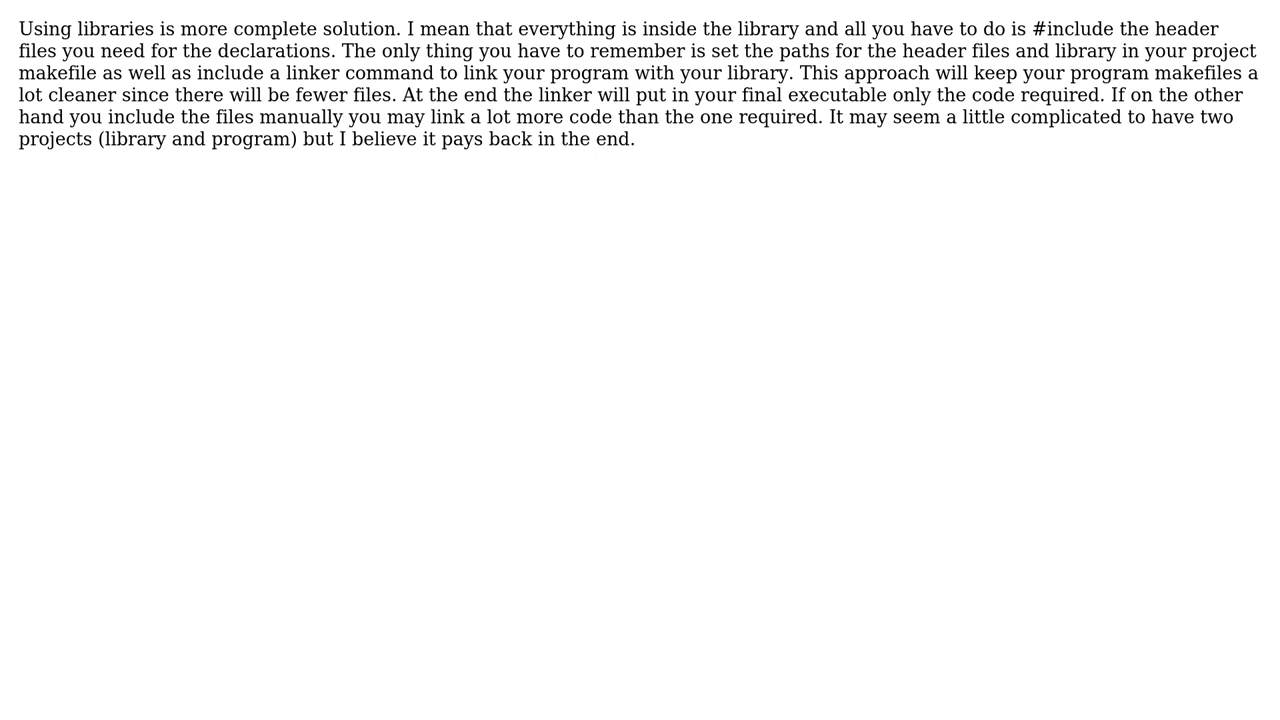 Using libraries is more complete solution. I mean that everything is inside the library and all you have to do is #include the header
files you need for the declarations. The only thing you have to remember is set the paths for the header files and library in your project
makefile as well as include a linker command to link your program with your library. This approach will keep your program makefiles a
lot cleaner since there will be fewer files. At the end the linker will put in your final executable only the code required. If on the other
hand you include the files manually you may link a lot more code than the one required. It may seem a little complicated to have two
projects (library and program) but I believe it pays back in the end.